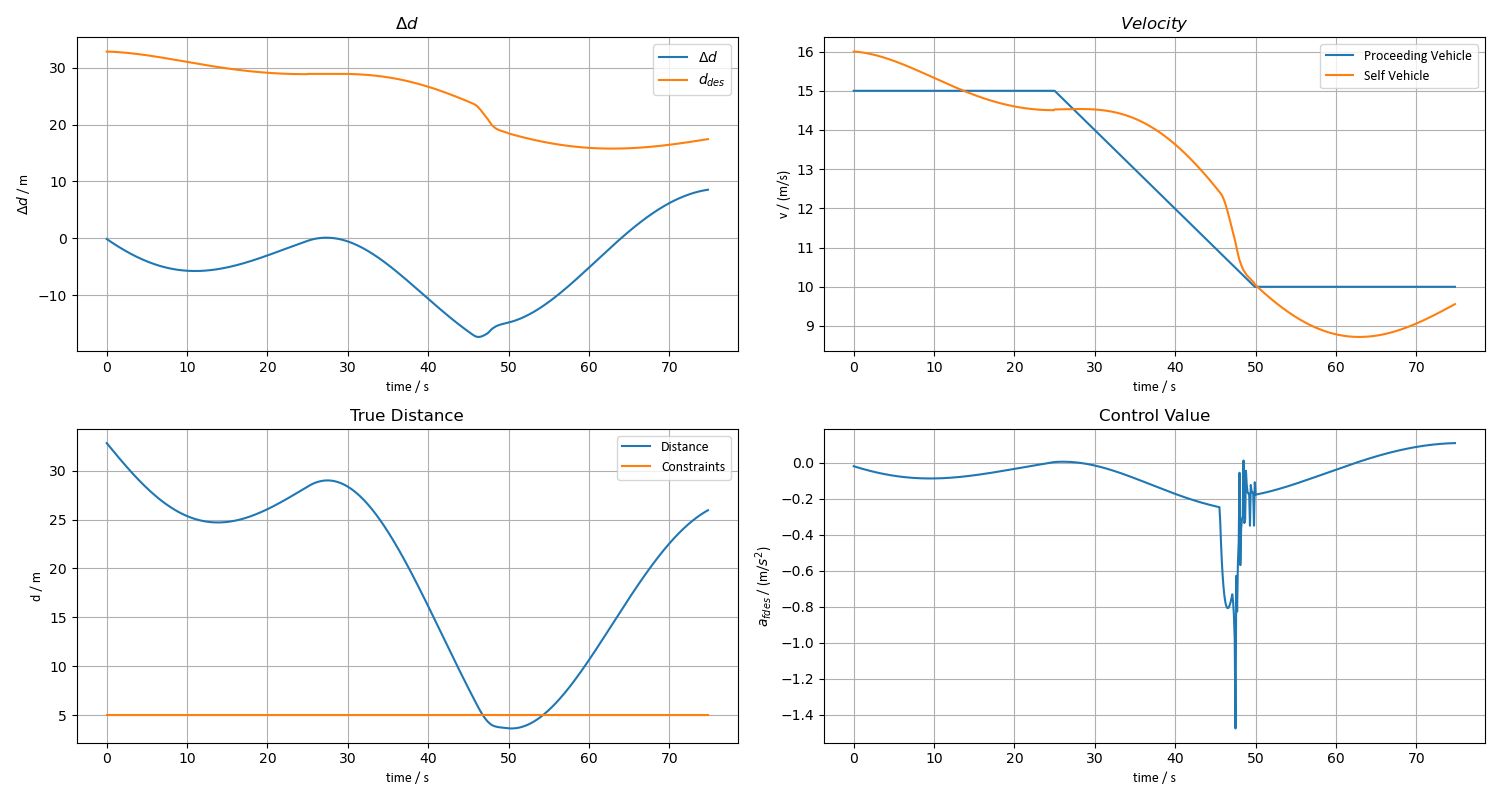 Δd
30
20
10
0
−10
Δd / m
Δd
d_des
0 10 20 30 40 50 60 70
time / s
Velocity
16
15
14
13
12
11
10
9
v / (m/s)
Proceeding Vehicle
Self Vehicle
0 10 20 30 40 50 60 70
time / s
True Distance
30
25
20
15
10
5
d / m
Distance
Constraints
0 10 20 30 40 50 60 70
time / s
Control Value
0.0
−0.2
−0.4
−0.6
−0.8
−1.0
−1.2
−1.4
a_fdes / (m/s²)
0 10 20 30 40 50 60 70
time / s